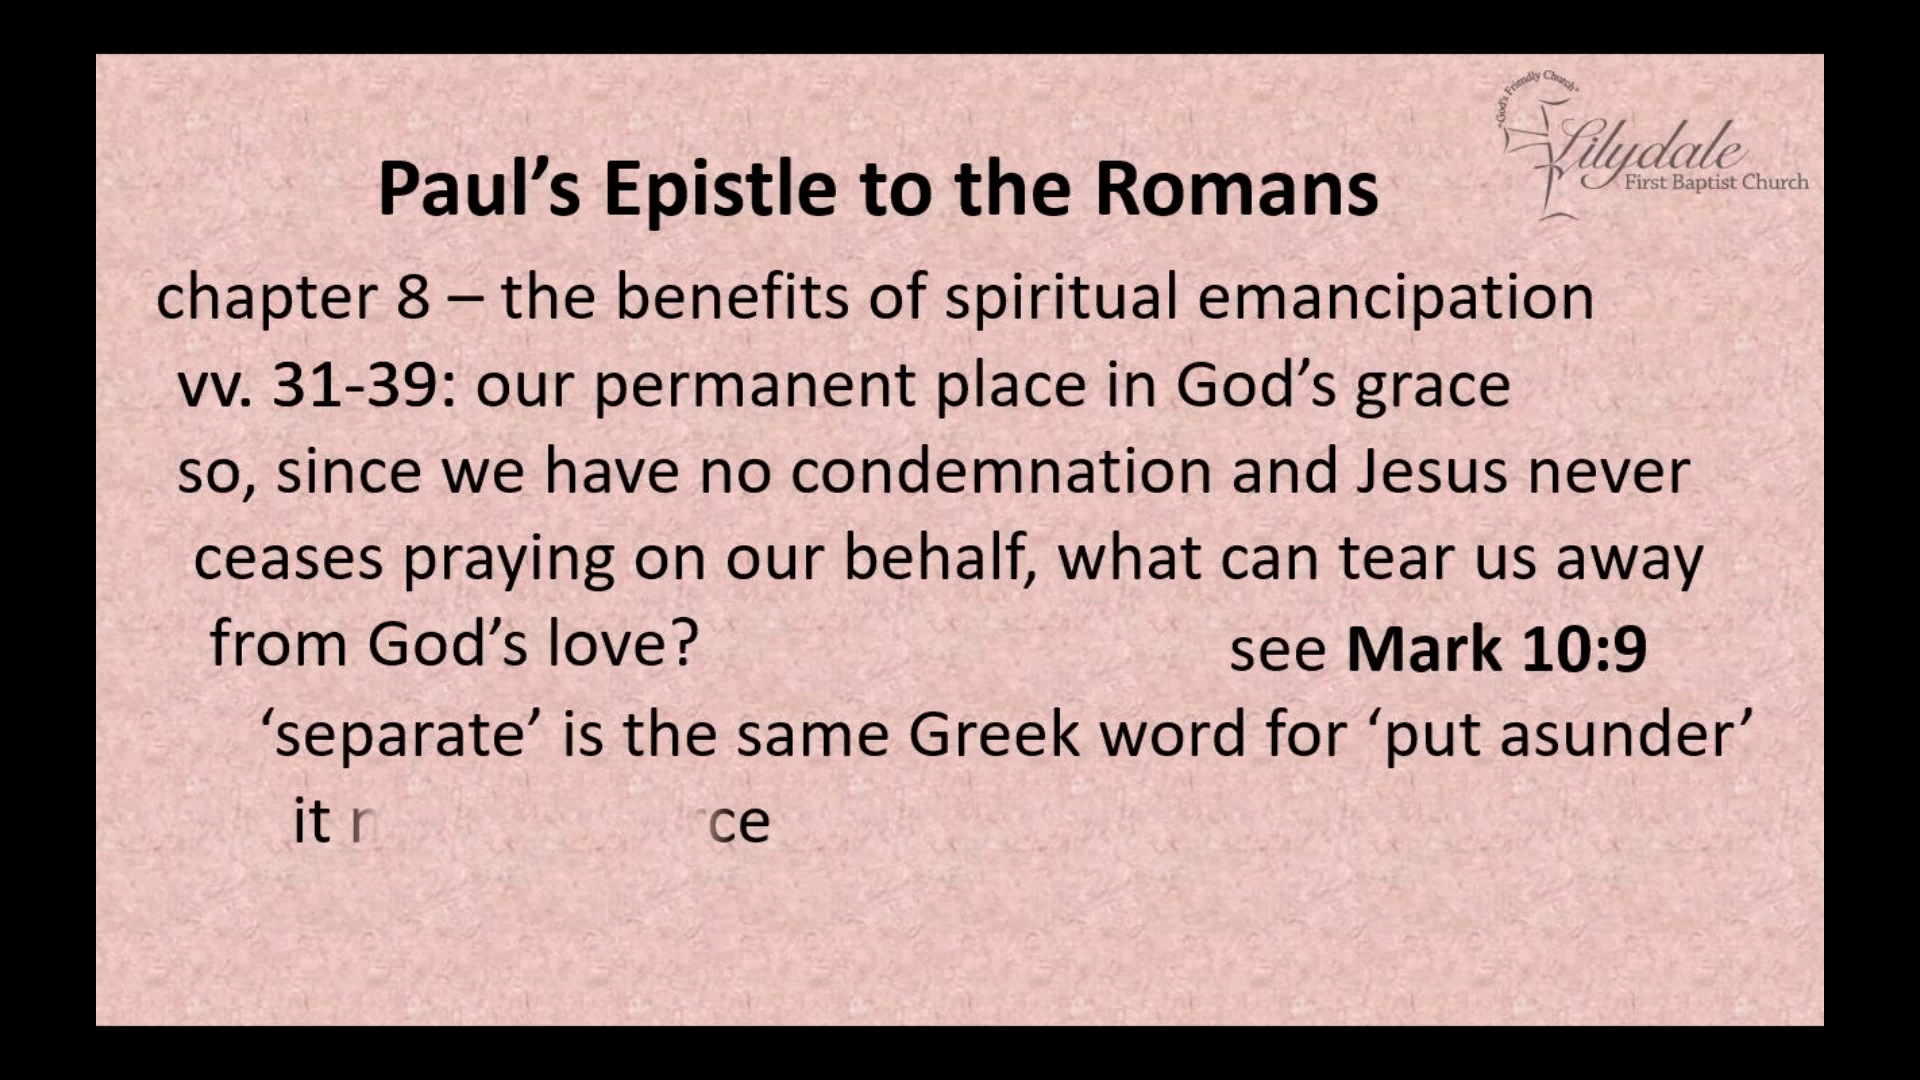 "God's Friendly Church"
Lilydale
First Baptist Church
Paul’s Epistle to the Romans
chapter 8 – the benefits of spiritual emancipation
vv. 31-39: our permanent place in God’s grace
so, since we have no condemnation and Jesus never
ceases praying on our behalf, what can tear us away
from God’s love?
see Mark 10:9
‘separate’ is the same Greek word for ‘put asunder’
it